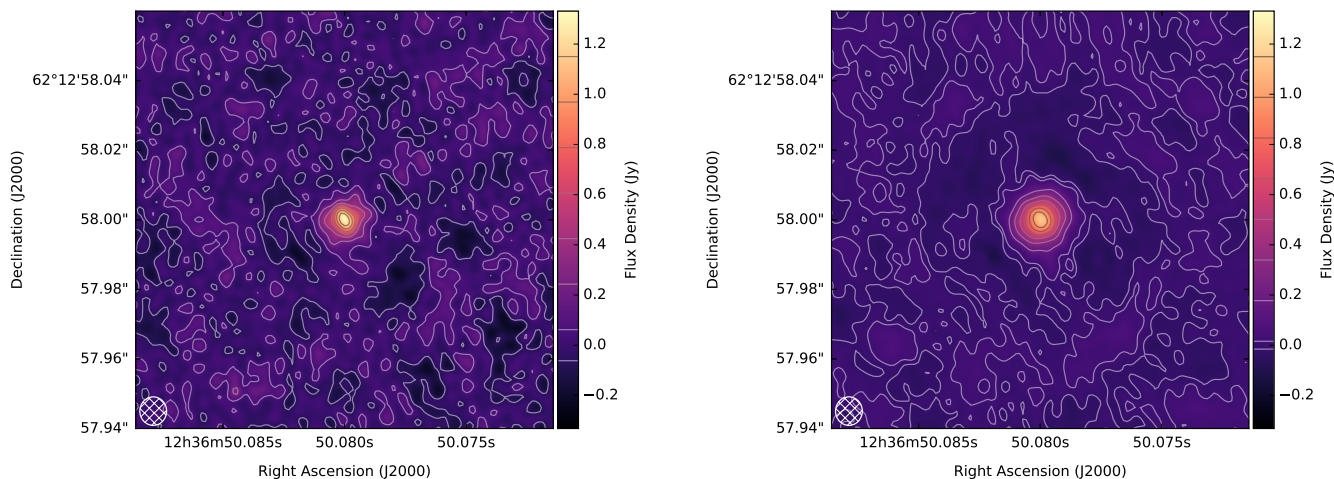 62°12'58.04"
58.02"
58.00"
57.98"
57.96"
57.94"
Declination (J2000)
12h36m50.085s
50.080s
50.075s
Right Ascension (J2000)
1.2
1.0
0.8
0.6
0.4
0.2
0.0
−0.2
Flux Density (Jy)
62°12'58.04"
58.02"
58.00"
57.98"
57.96"
57.94"
Declination (J2000)
12h36m50.085s
50.080s
50.075s
Right Ascension (J2000)
1.2
1.0
0.8
0.6
0.4
0.2
0.0
−0.2
Flux Density (Jy)